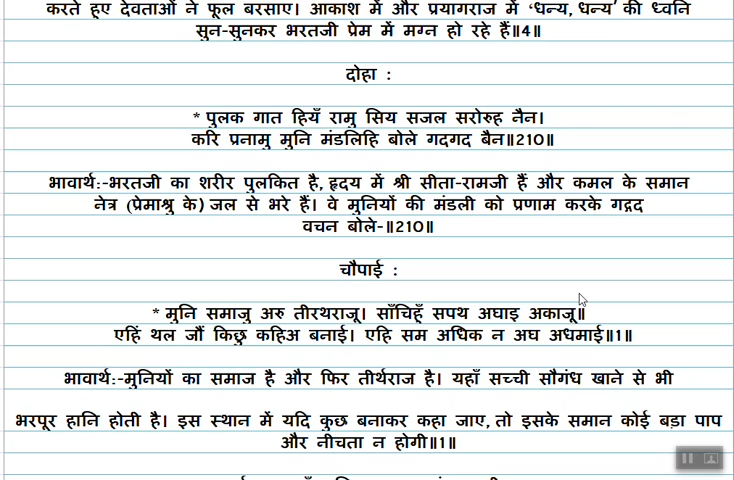 करते हुए देवताओं ने फूल बरसाए। आकाश में और प्रयागराज में 'धन्य, धन्य' की ध्वनि
सुन-सुनकर भरतजी प्रेम में मग्न हो रहे हैं॥4॥
दोहा :
* पुलक गात हियँ रामु सिय सजल सरोरुह नैन।
करि प्रनामु मुनि मंडलिहि बोले गदगद बैन॥210॥
भावार्थ:-भरतजी का शरीर पुलकित है, हृदय में श्री सीता-रामजी हैं और कमल के समान
नेत्र (प्रेमाश्रु के) जल से भरे हैं। वे मुनियों की मंडली को प्रणाम करके गद्गद
वचन बोले-॥210॥
चौपाई :
* मुनि समाजु अरु तीरथराजू। साँचिहुँ सपथ अघाइ अकाजू॥
एहिं थल जौं किछु कहिअ बनाई। एहि सम अधिक न अघ अधमाई॥1॥
भावार्थ:-मुनियों का समाज है और फिर तीर्थराज है। यहाँ सच्ची सौगंध खाने से भी
भरपूर हानि होती है। इस स्थान में यदि कुछ बनाकर कहा जाए, तो इसके समान कोई बड़ा पाप
और नीचता न होगी॥1॥